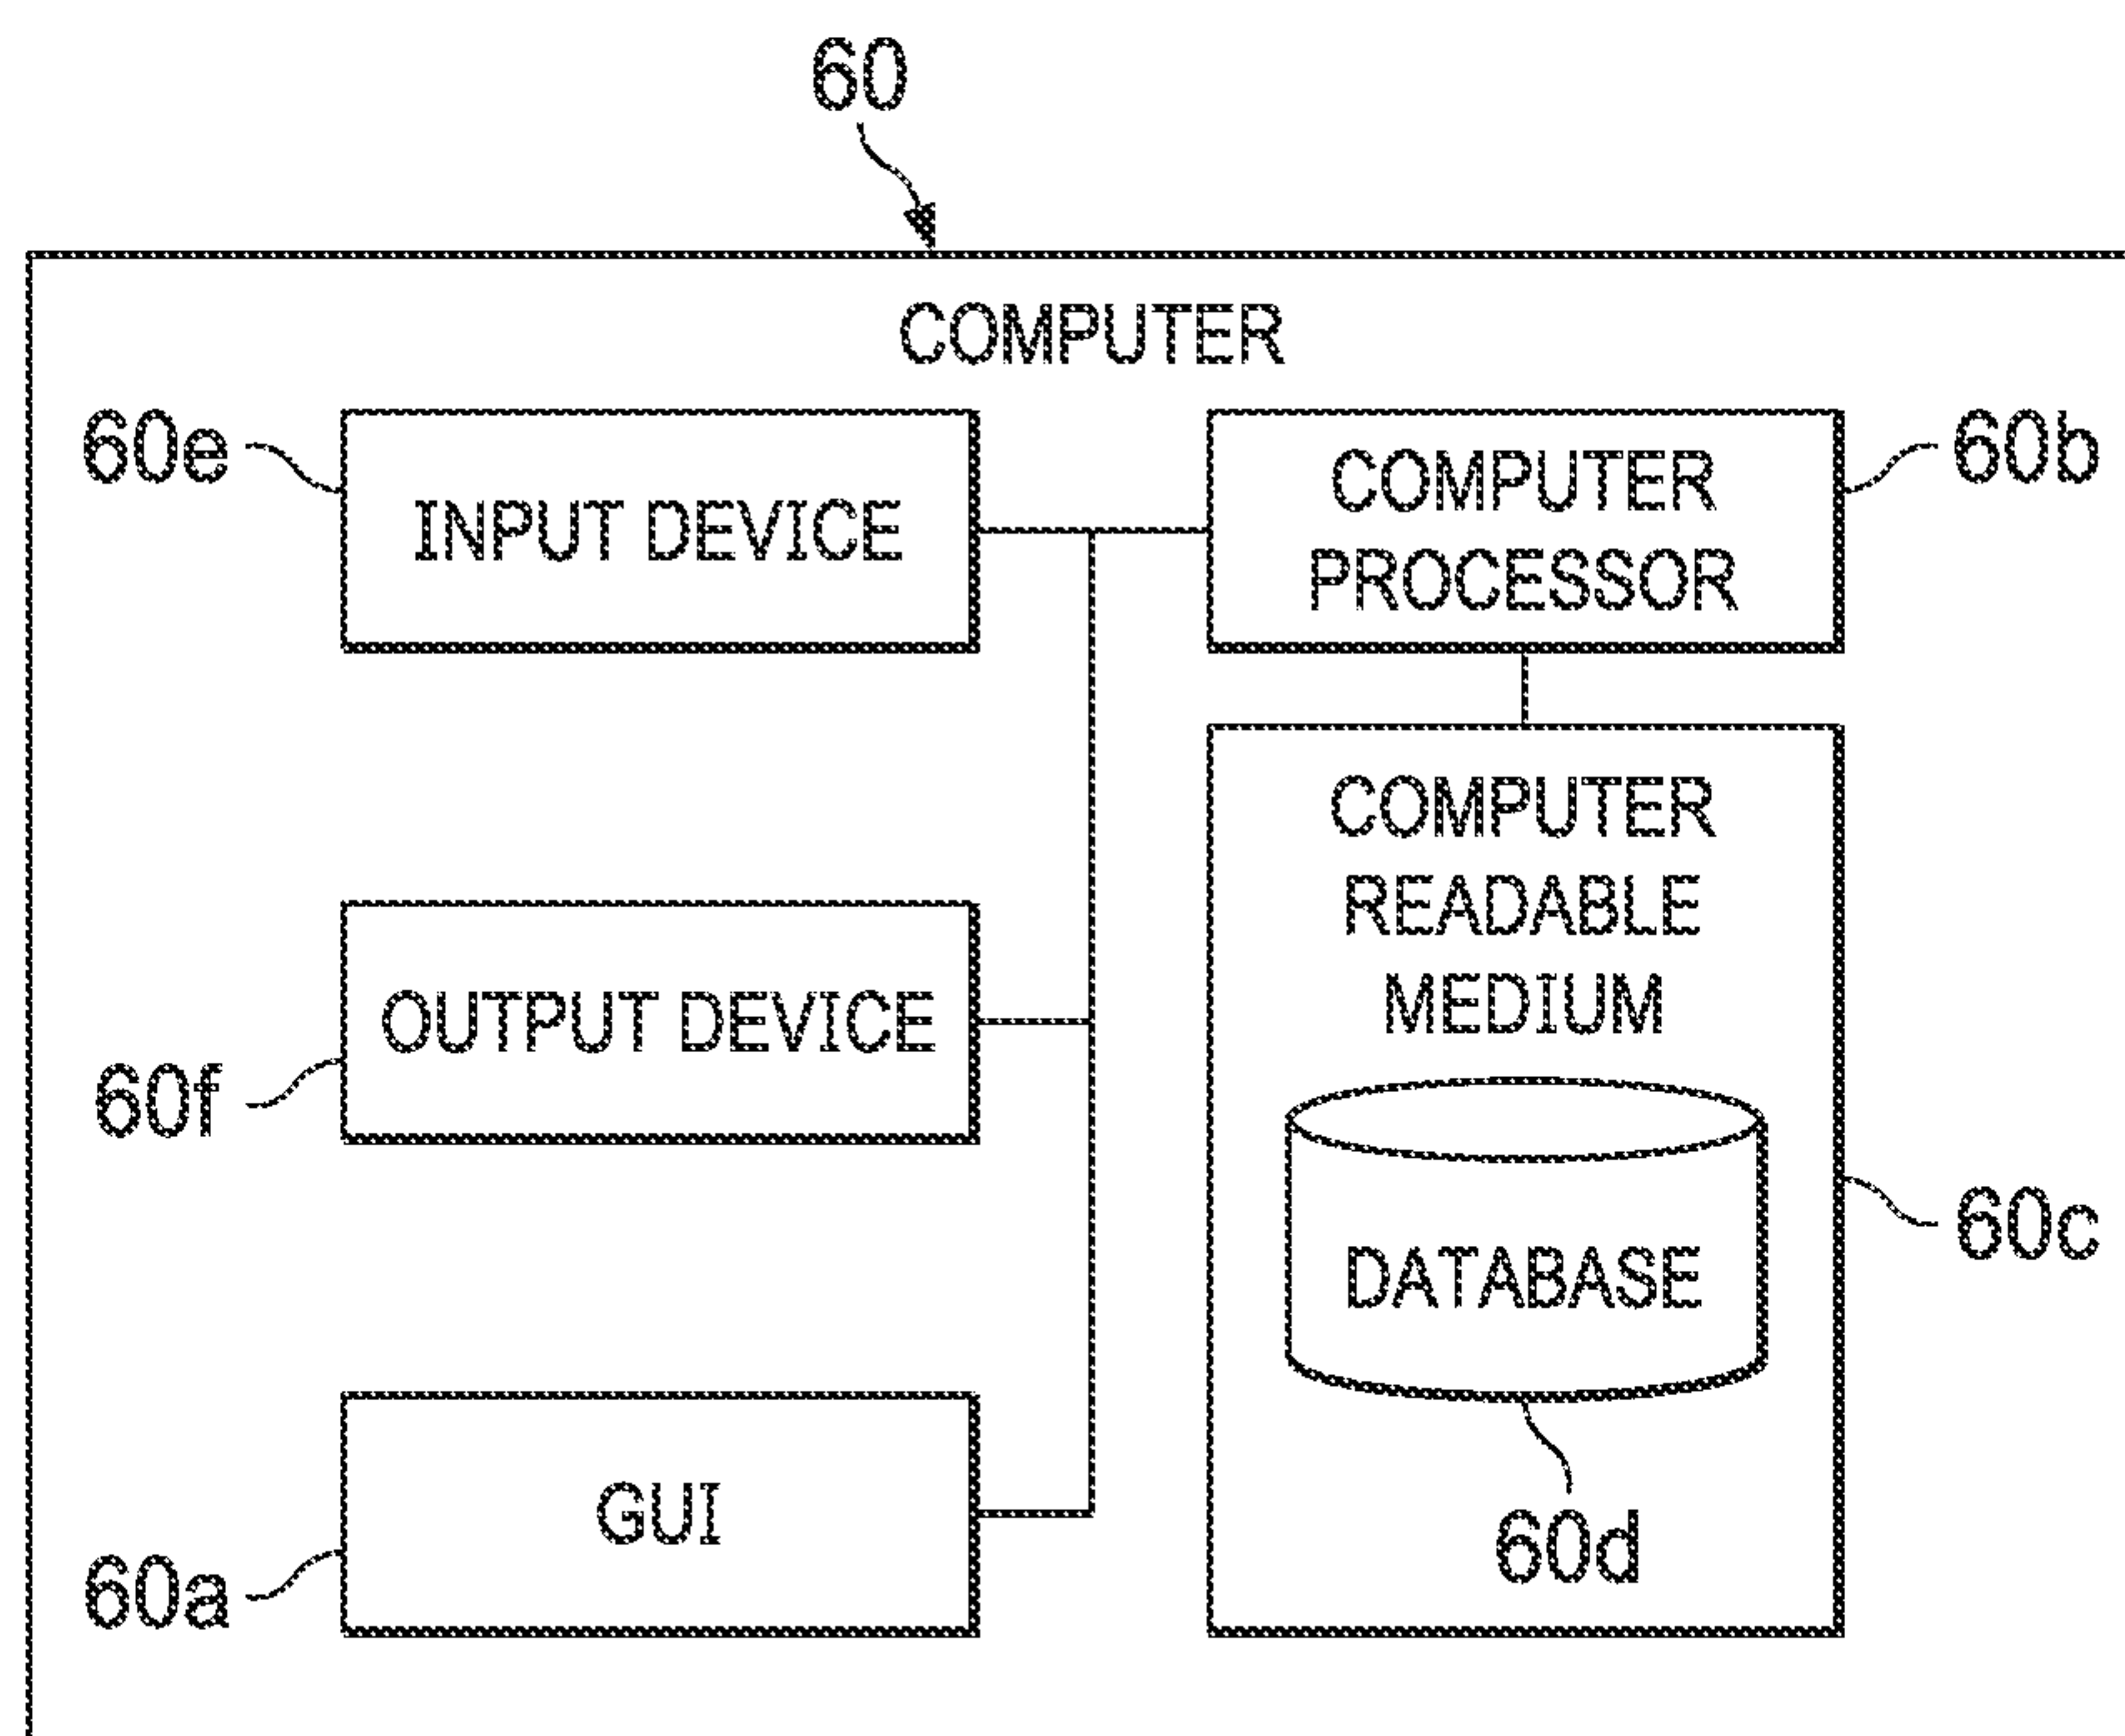 60
COMPUTER
60e
INPUT DEVICE
COMPUTER
PROCESSOR
60b
COMPUTER
READABLE
MEDIUM
OUTPUT DEVICE
60f
DATABASE
60c
GUI
60a
60d